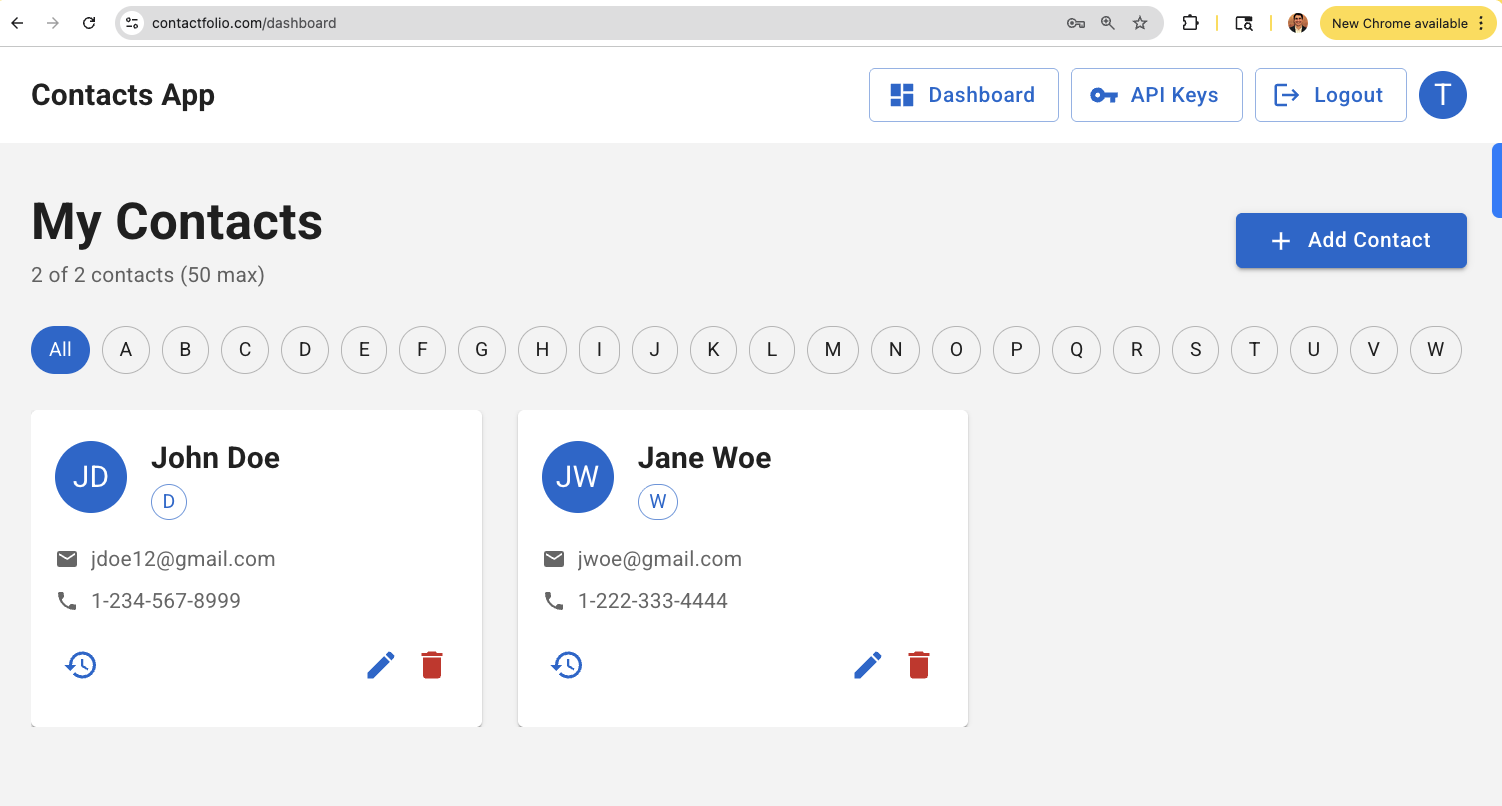 contactfolio.com/dashboard
New Chrome available
Contacts App
Dashboard
API Keys
Logout
T
My Contacts
Add Contact
2 of 2 contacts (50 max)
All A B C D E F G H I J K L M N O P Q R S T U V W
JD
John Doe
D
jdoe12@gmail.com
1-234-567-8999
JW
Jane Woe
W
jwoe@gmail.com
1-222-333-4444